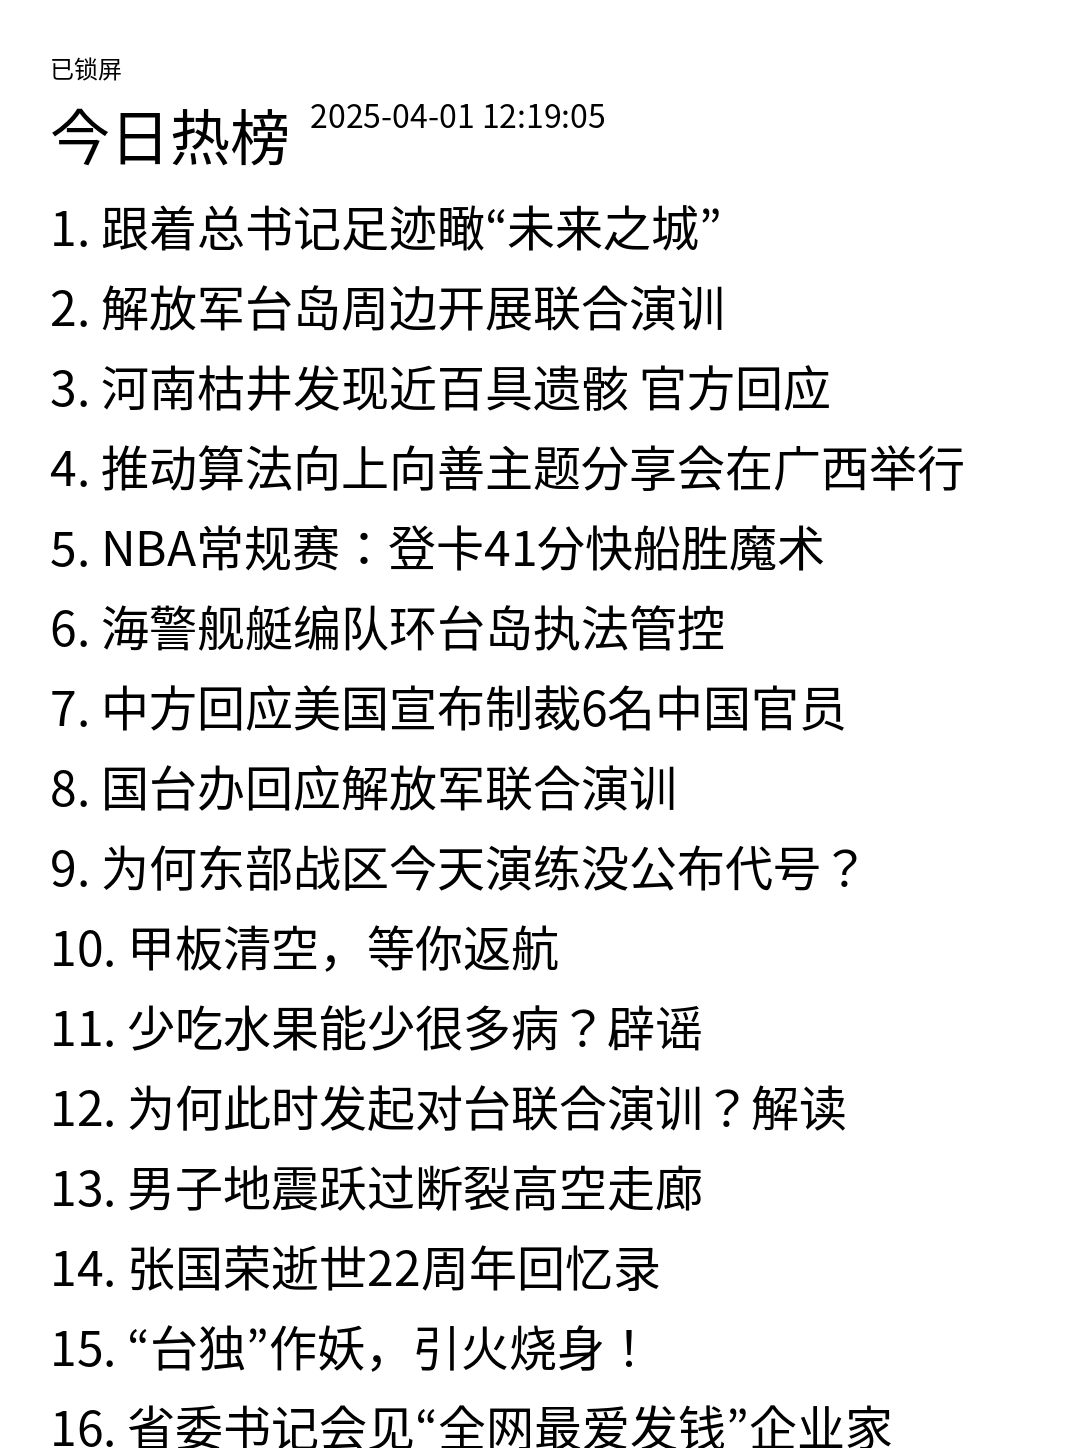 已锁屏
今日热榜 2025-04-01 12:19:05
1. 跟着总书记足迹瞰“未来之城”
2. 解放军台岛周边开展联合演训
3. 河南枯井发现近百具遗骸 官方回应
4. 推动算法向上向善主题分享会在广西举行
5. NBA常规赛：登卡41分快船胜魔术
6. 海警舰艇编队环台岛执法管控
7. 中方回应美国宣布制裁6名中国官员
8. 国台办回应解放军联合演训
9. 为何东部战区今天演练没公布代号？
10. 甲板清空，等你返航
11. 少吃水果能少很多病？辟谣
12. 为何此时发起对台联合演训？解读
13. 男子地震跃过断裂高空走廊
14. 张国荣逝世22周年回忆录
15. “台独”作妖，引火烧身！
16. 省委书记会见“全网最爱发钱”企业家